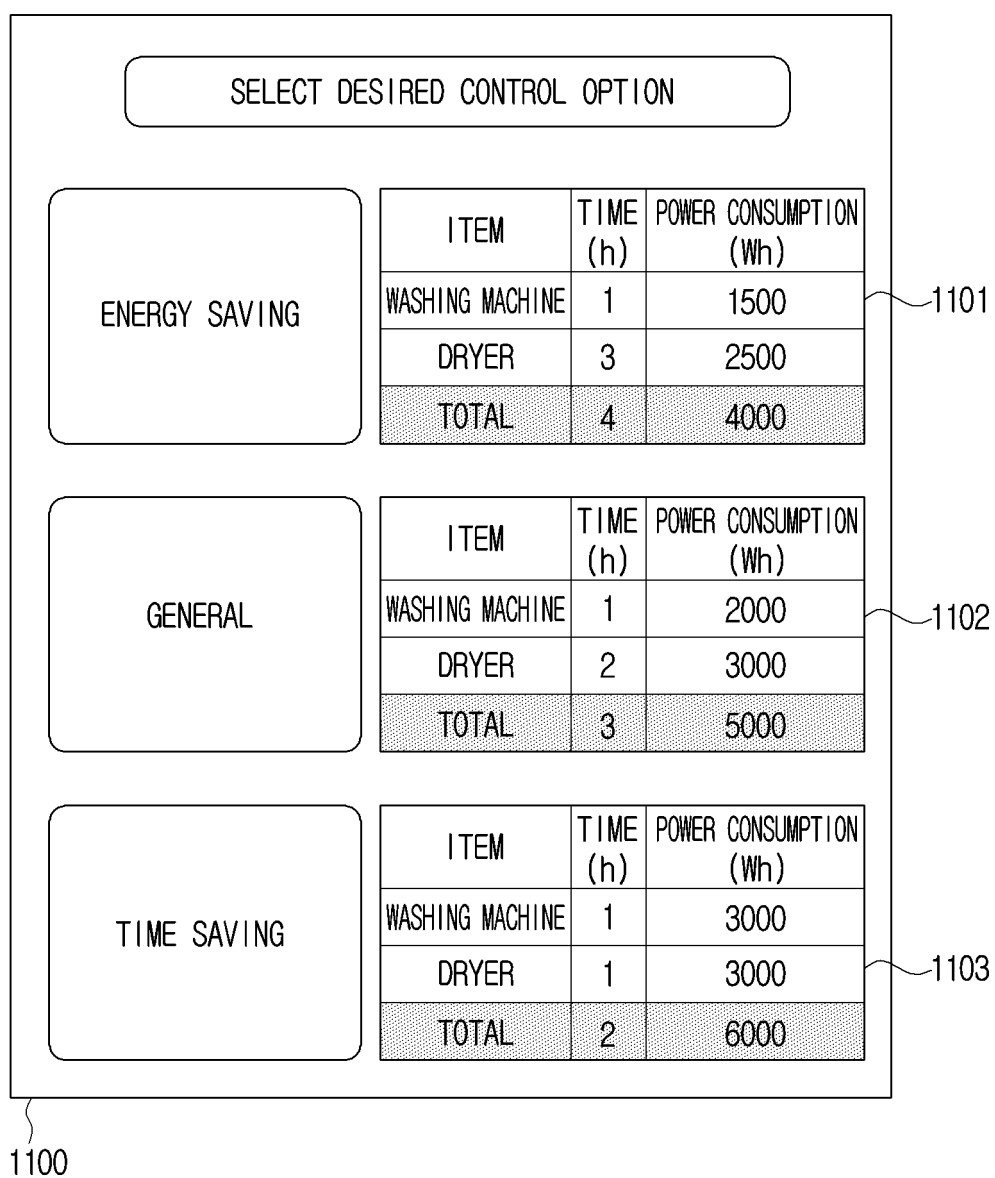 SELECT DESIRED CONTROL OPTION
ENERGY SAVING
ITEM TIME (h) POWER CONSUMPTION (Wh)
WASHING MACHINE 1 1500
DRYER 3 2500
TOTAL 4 4000
1101
GENERAL
ITEM TIME (h) POWER CONSUMPTION (Wh)
WASHING MACHINE 1 2000
DRYER 2 3000
TOTAL 3 5000
1102
TIME SAVING
ITEM TIME (h) POWER CONSUMPTION (Wh)
WASHING MACHINE 1 3000
DRYER 1 3000
TOTAL 2 6000
1103
1100